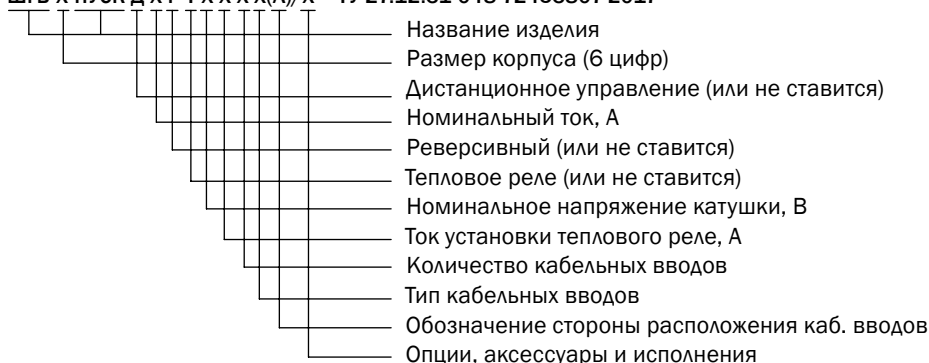 Название изделия
Размер корпуса (6 цифр)
Дистанционное управление (или не ставится)
Номинальный ток, А
Реверсивный (или не ставится)
Тепловое реле (или не ставится)
Номинальное напряжение катушки, В
Ток установки теплового реле, А
Количество кабельных вводов
Тип кабельных вводов
Обозначение стороны расположения каб. вводов
Опции, аксессуары и исполнения